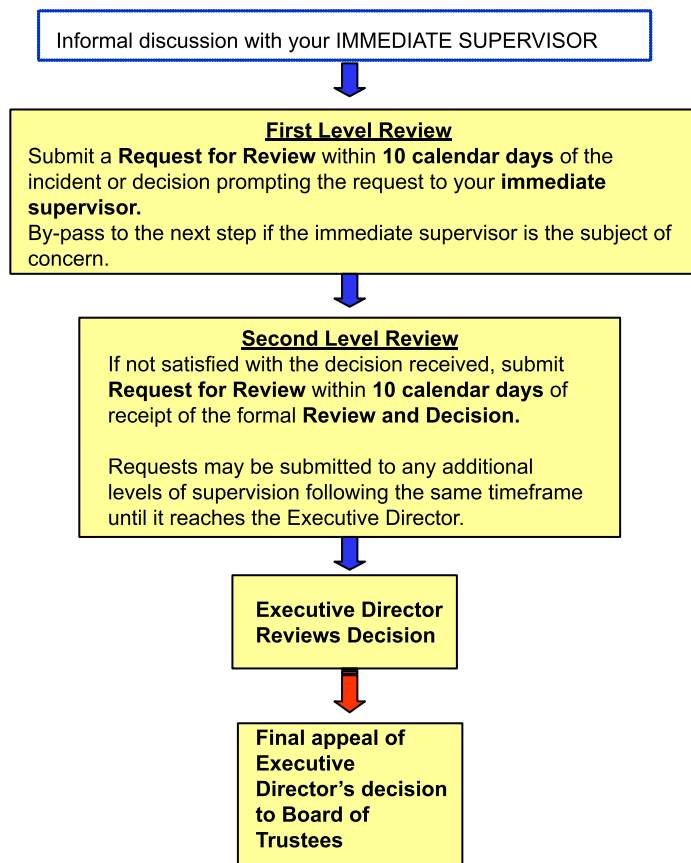 Informal discussion with your IMMEDIATE SUPERVISOR
First Level Review
Submit a Request for Review within 10 calendar days of the
incident or decision prompting the request to your immediate
supervisor.
By-pass to the next step if the immediate supervisor is the subject of
concern.
Second Level Review
If not satisfied with the decision received, submit
Request for Review within 10 calendar days of
receipt of the formal Review and Decision.
Requests may be submitted to any additional
levels of supervision following the same timeframe
until it reaches the Executive Director.
Executive Director
Reviews Decision
Final appeal of
Executive
Director’s decision
to Board of
Trustees